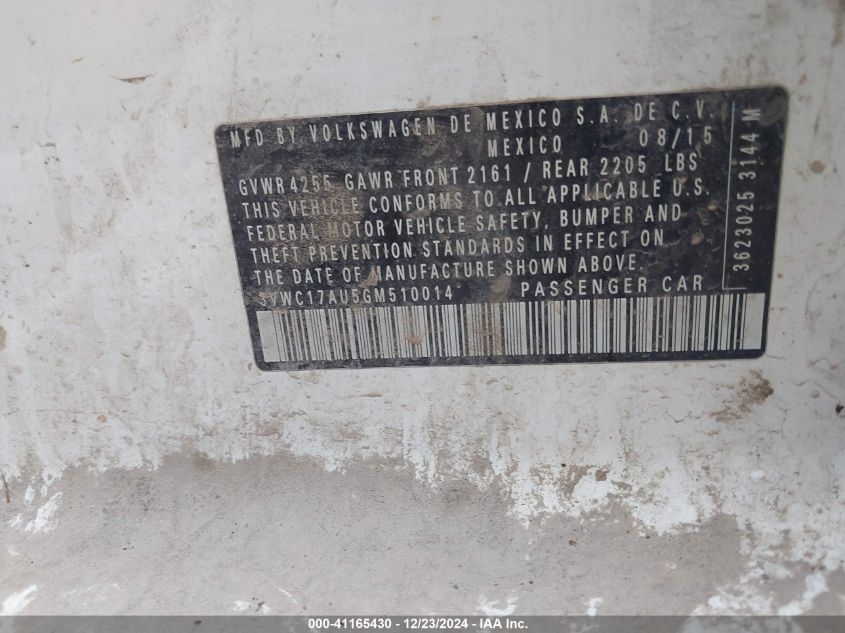 MFD BY VOLKSWAGEN DE MEXICO S.A. DE C.V.
MEXICO 08/15
GVWR 4255 GAWR FRONT 2161 / REAR 2205 LBS
THIS VEHICLE CONFORMS TO ALL APPLICABLE U.S.
FEDERAL MOTOR VEHICLE SAFETY, BUMPER AND
THEFT PREVENTION STANDARDS IN EFFECT ON
THE DATE OF MANUFACTURE SHOWN ABOVE.
3VWC17AU5GM510014 PASSENGER CAR
3623025 3144 M
000-41165430 - 12/23/2024 - IAA Inc.